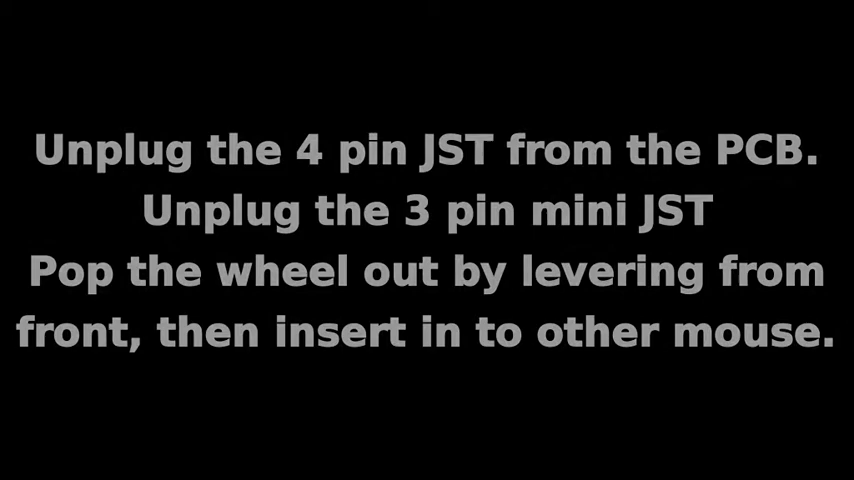 Unplug the 4 pin JST from the PCB.
Unplug the 3 pin mini JST
Pop the wheel out by levering from
front, then insert in to other mouse.